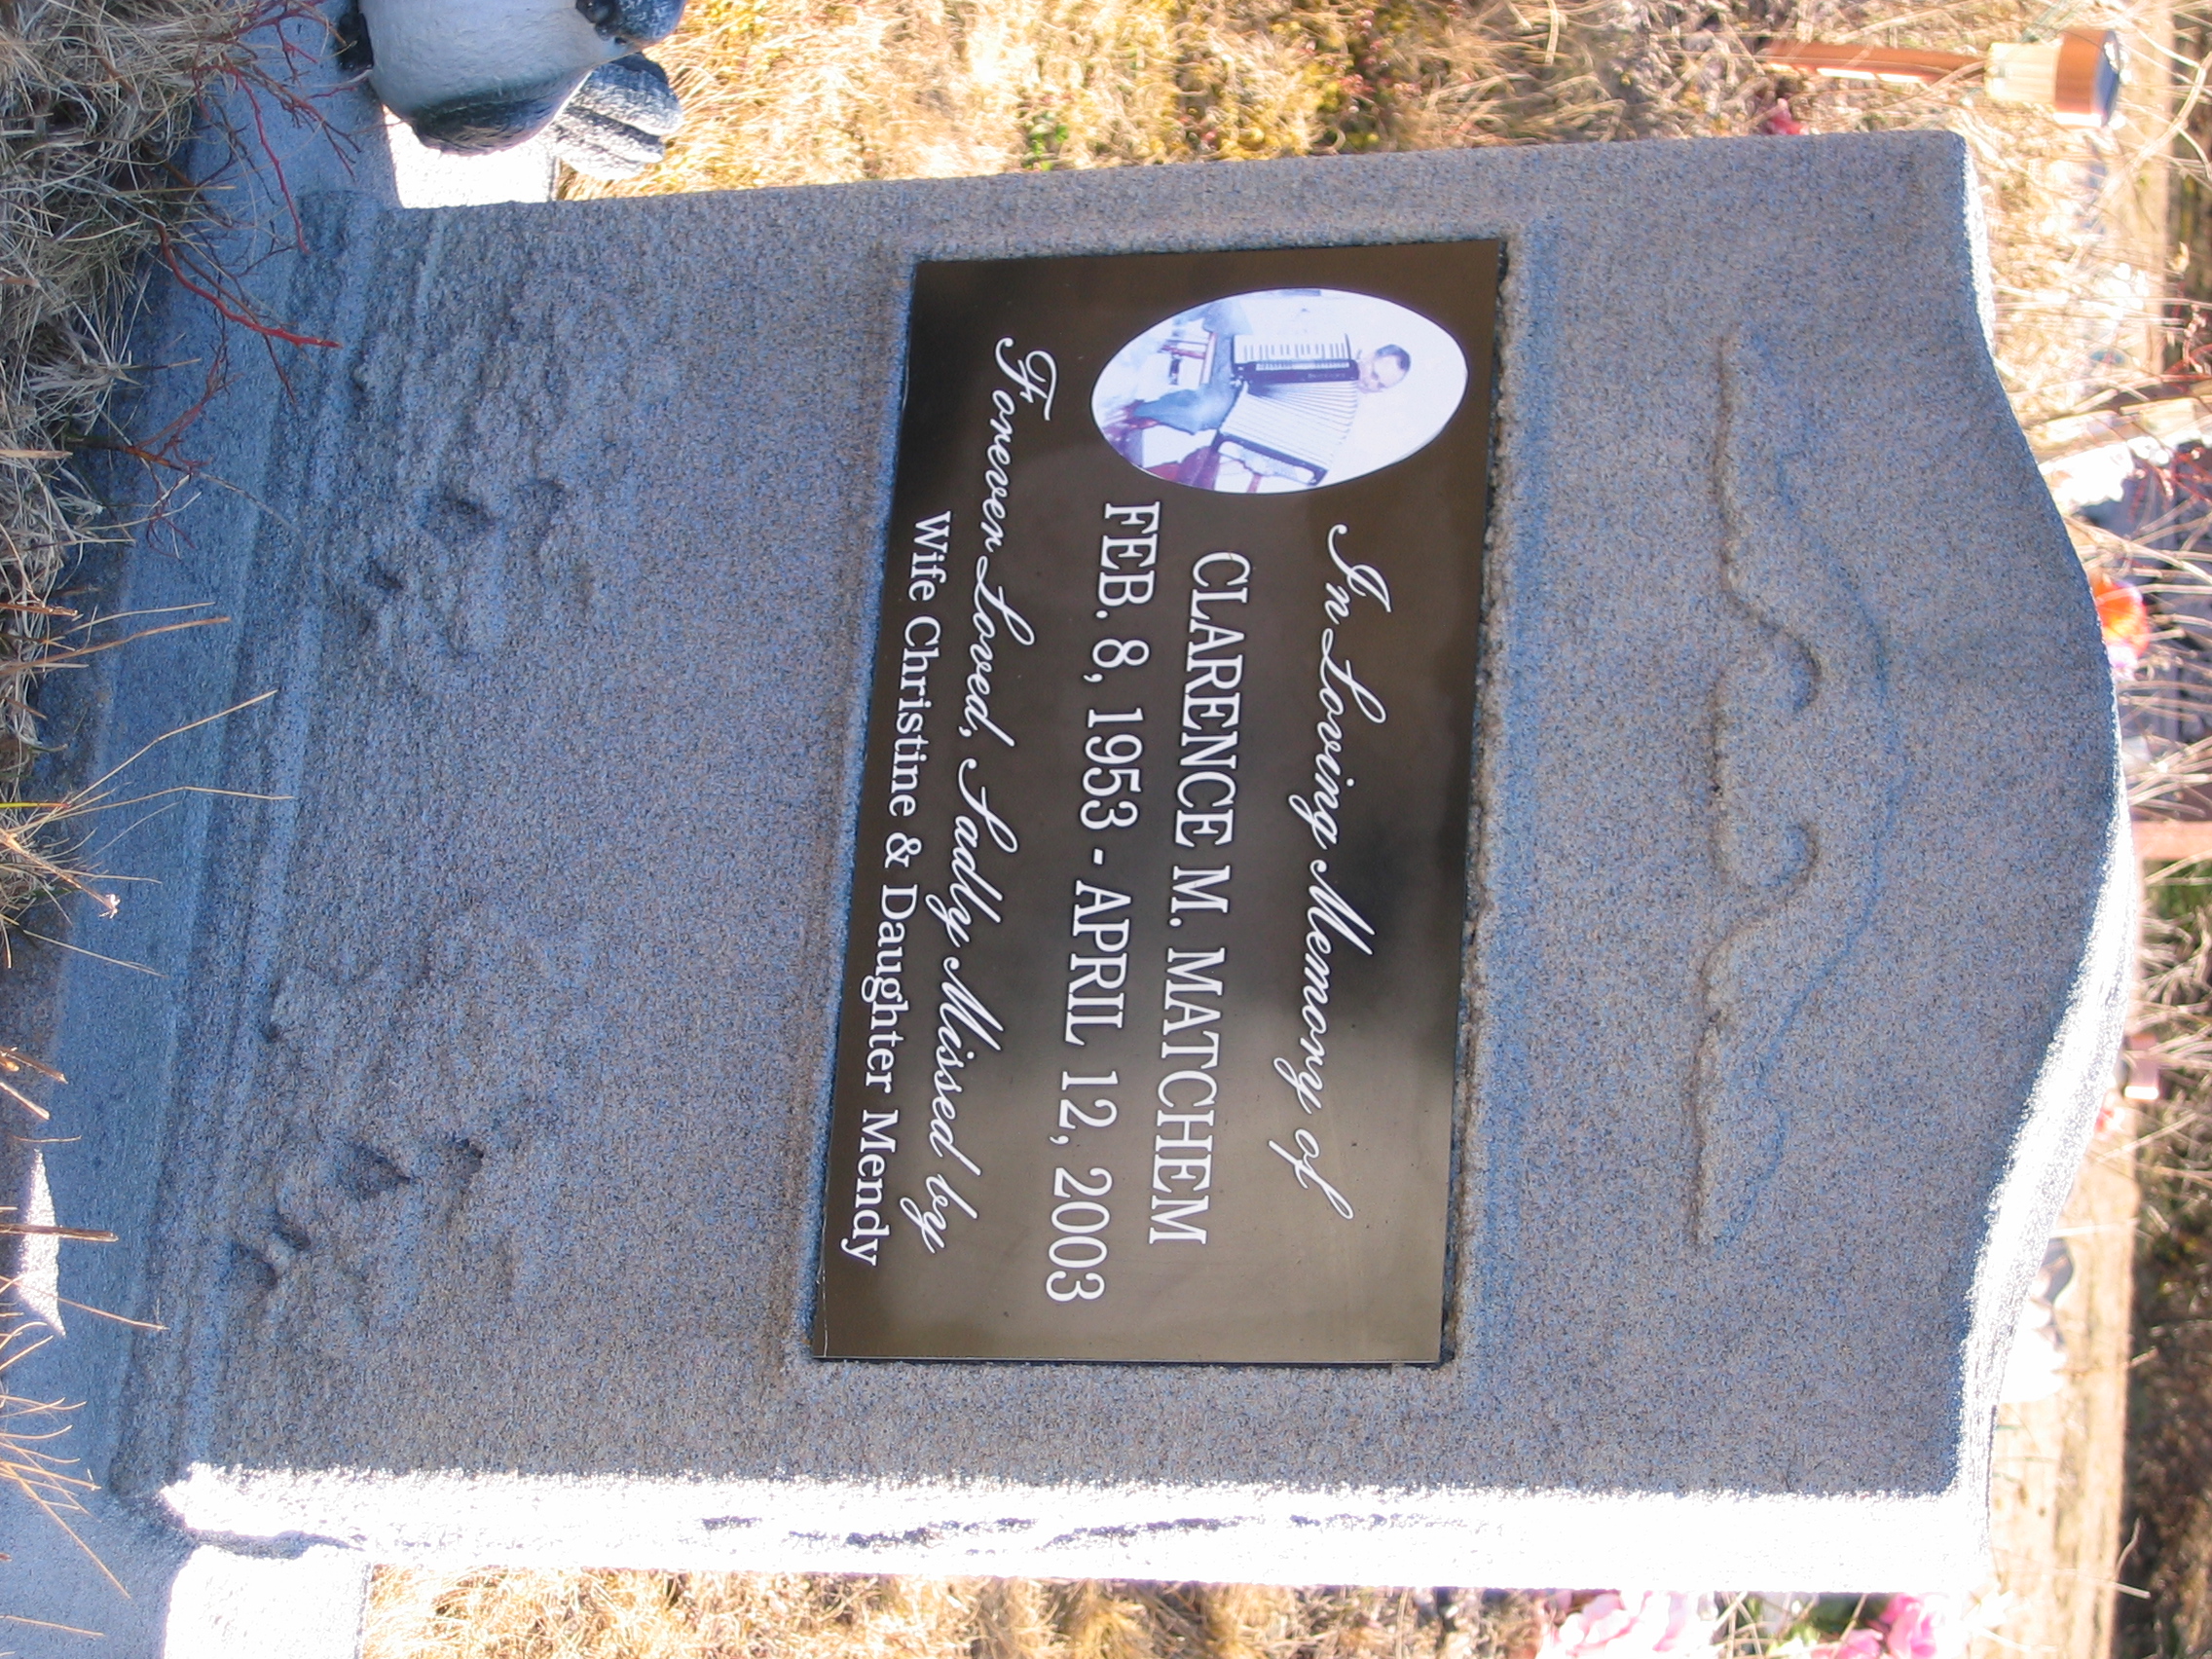 In Loving Memory of
CLARENCE M. MATCHEM
FEB. 8, 1953 - APRIL 12, 2003
Forever Loved, Sadly Missed by
Wife Christine & Daughter Mendy